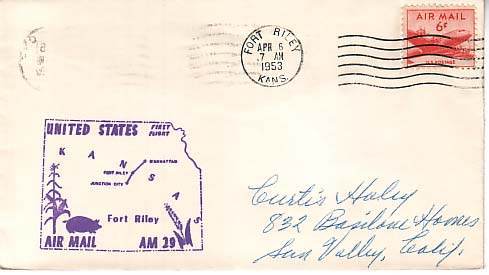 FORT RILEY
APR 6
7 AM
1953
KANS.
AIR MAIL
6¢
U.S. POSTAGE
UNITED STATES FIRST FLIGHT
KANSAS
MANHATTAN
FORT RILEY
JUNCTION CITY
Fort Riley
AIR MAIL AM 29
Curtis Haley
832 Basilone Homes
Sun Valley, Calif.